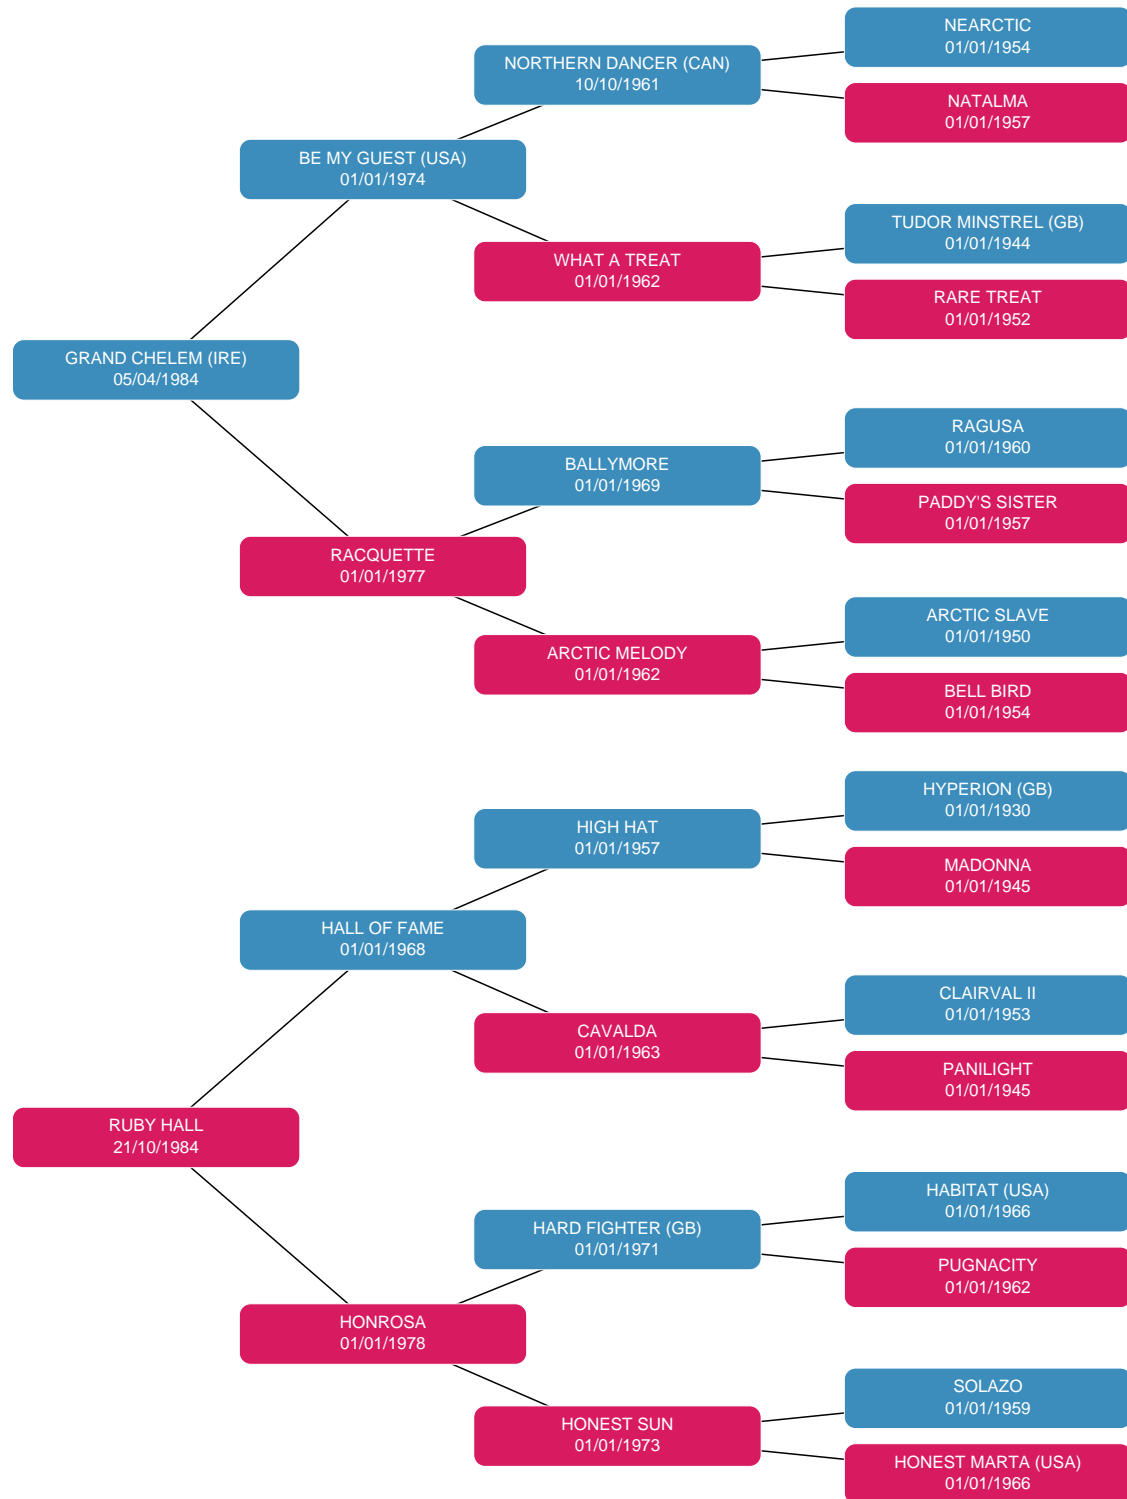 NEARCTIC
01/01/1954
NORTHERN DANCER (CAN)
10/10/1961
NATALMA
01/01/1957
BE MY GUEST (USA)
01/01/1974
TUDOR MINSTREL (GB)
01/01/1944
WHAT A TREAT
01/01/1962
RARE TREAT
01/01/1952
GRAND CHELEM (IRE)
05/04/1984
RAGUSA
01/01/1960
BALLYMORE
01/01/1969
PADDY'S SISTER
01/01/1957
RACQUETTE
01/01/1977
ARCTIC SLAVE
01/01/1950
ARCTIC MELODY
01/01/1962
BELL BIRD
01/01/1954
HYPERION (GB)
01/01/1930
HIGH HAT
01/01/1957
MADONNA
01/01/1945
HALL OF FAME
01/01/1968
CLAIRVAL II
01/01/1953
CAVALDA
01/01/1963
PANILIGHT
01/01/1945
RUBY HALL
21/10/1984
HABITAT (USA)
01/01/1966
HARD FIGHTER (GB)
01/01/1971
PUGNACITY
01/01/1962
HONROSA
01/01/1978
SOLAZO
01/01/1959
HONEST SUN
01/01/1973
HONEST MARTA (USA)
01/01/1966